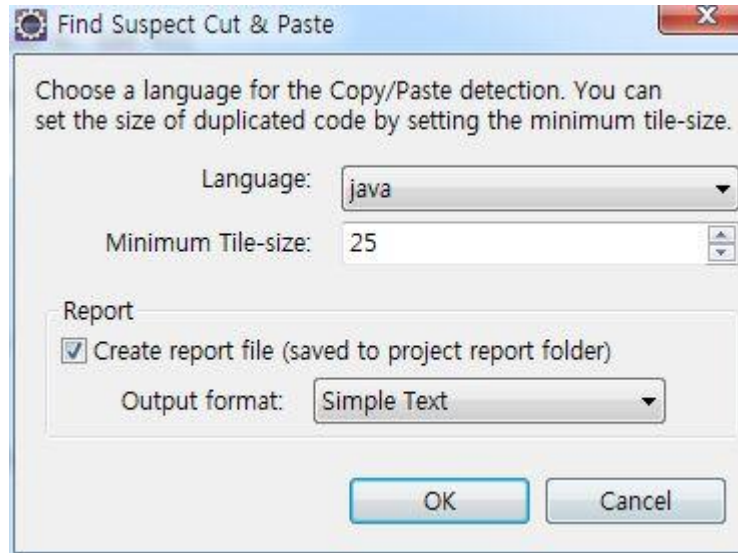 Find Suspect Cut & Paste
Choose a language for the Copy/Paste detection. You can
set the size of duplicated code by setting the minimum tile-size.
Language: java
Minimum Tile-size: 25
Report
Create report file (saved to project report folder)
Output format: Simple Text
OK Cancel